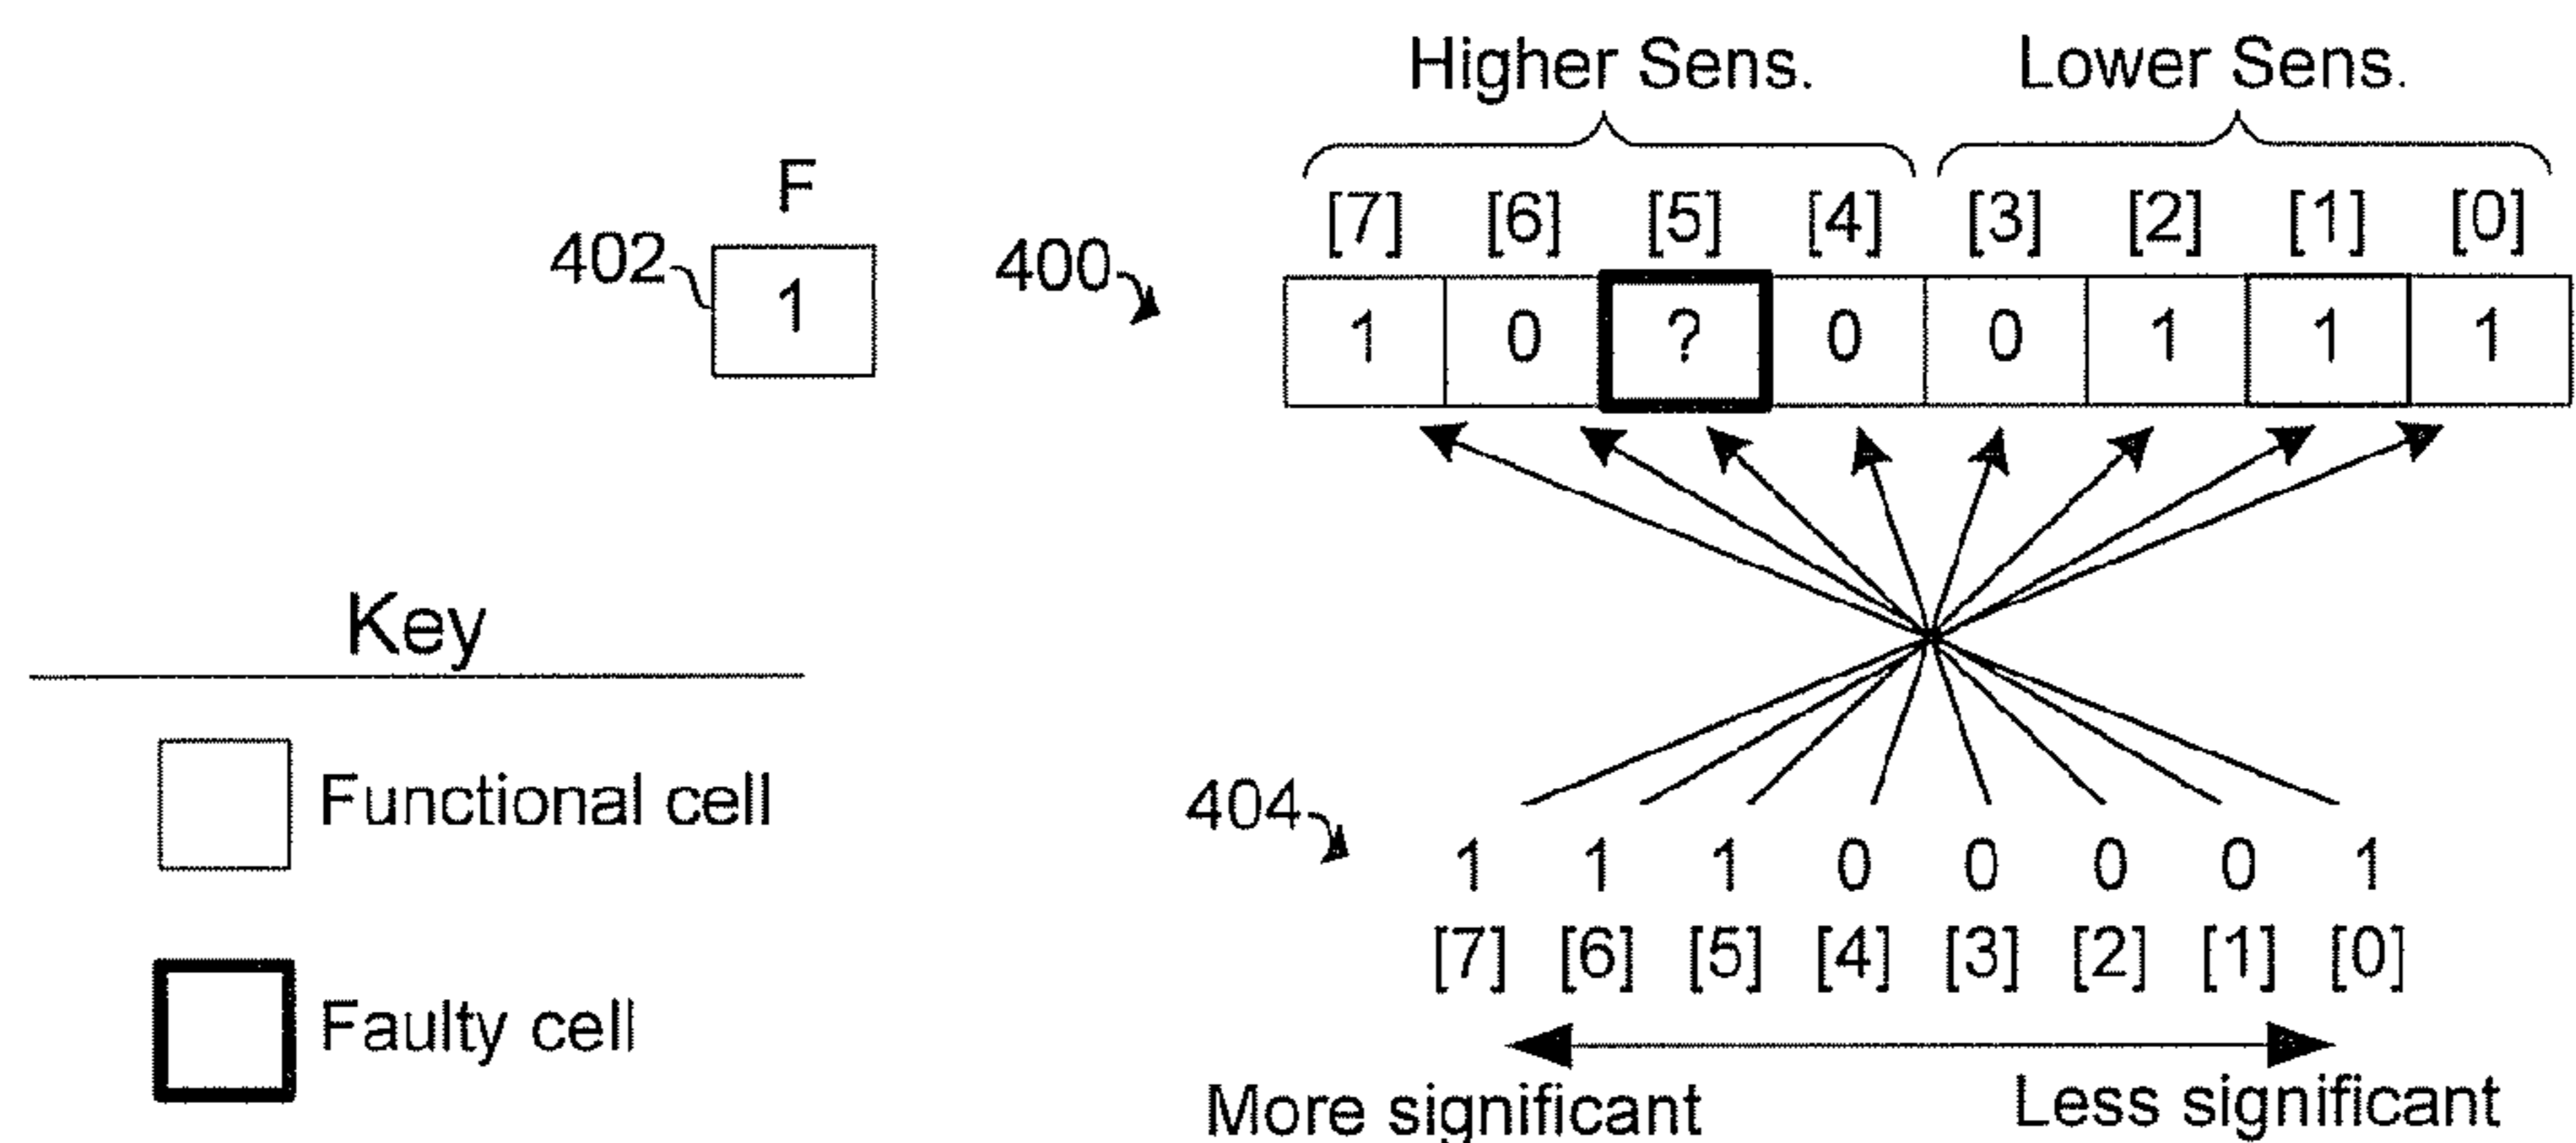 Higher Sens. Lower Sens.
F
[7] [6] [5] [4] [3] [2] [1] [0]
402 1 400 1 0 ? 0 0 1 1 1
Key
Functional cell
404 1 1 1 0 0 0 0 1
[7] [6] [5] [4] [3] [2] [1] [0]
Faulty cell
More significant Less significant